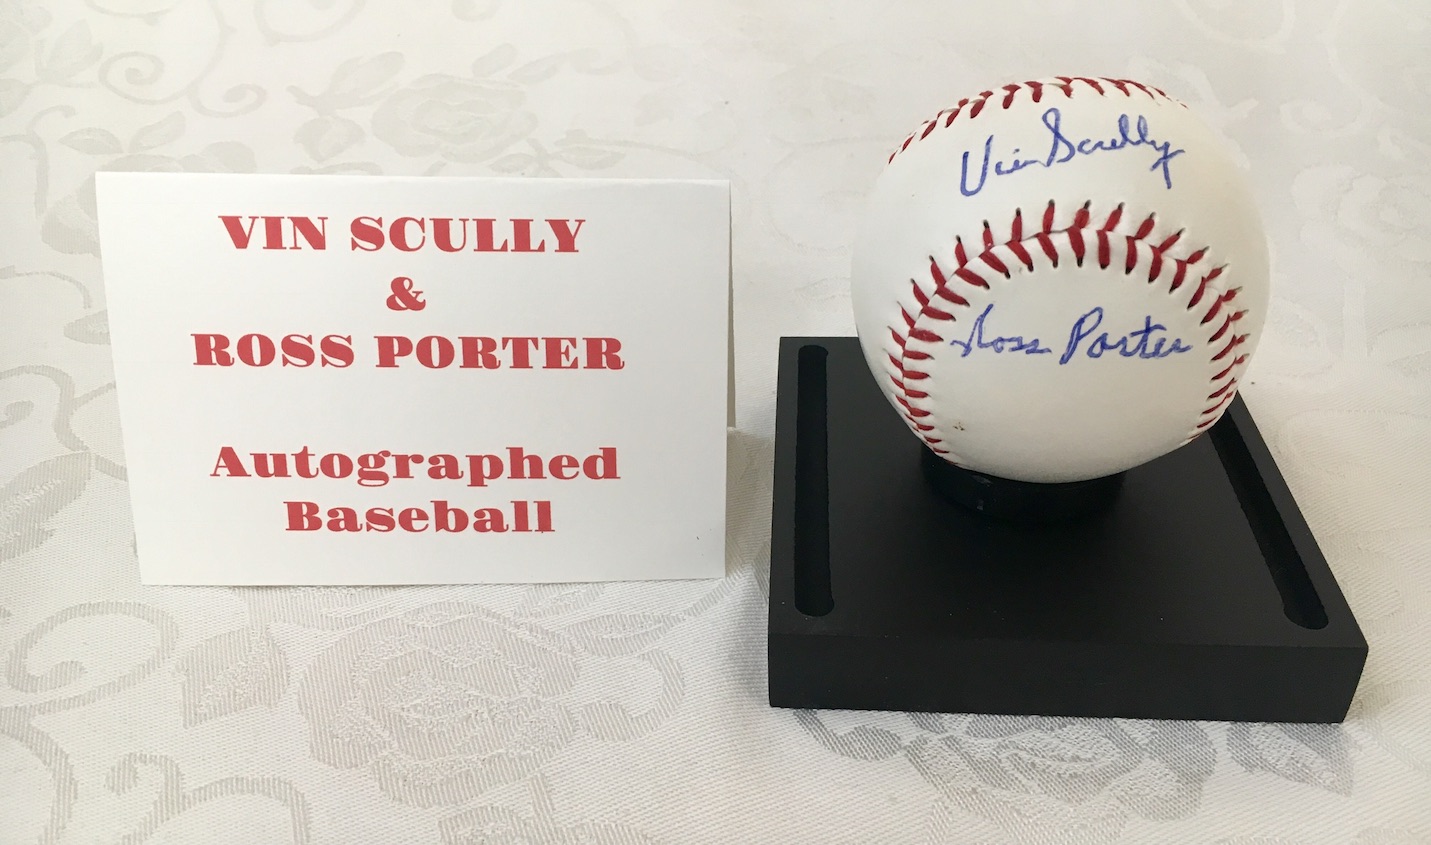 VIN SCULLY
&
ROSS PORTER
Autographed
Baseball
Vin Scully
Ross Porter